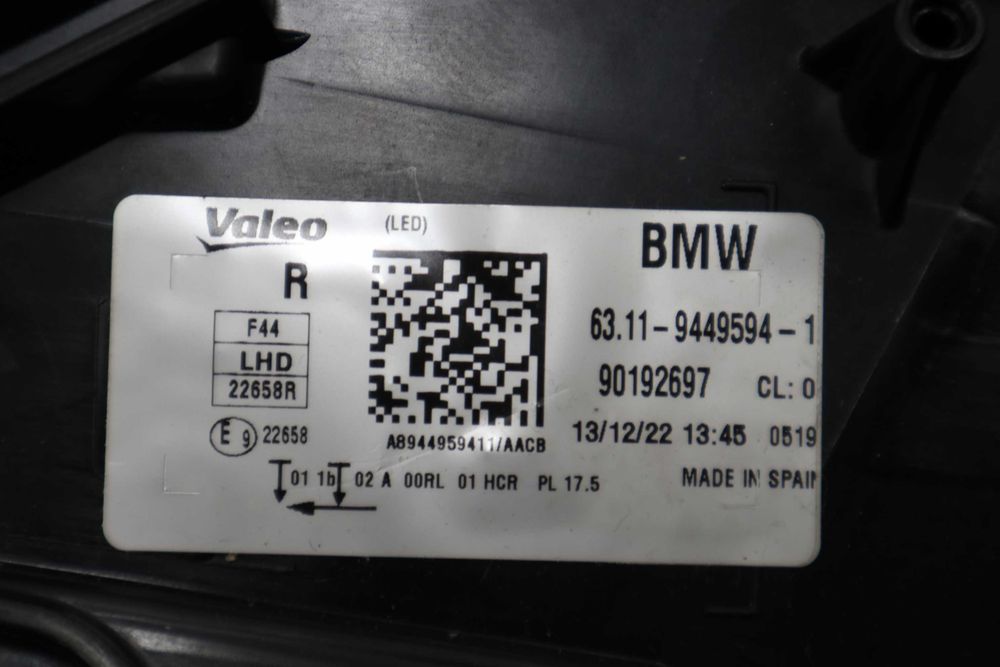 Valeo (LED) BMW
R
F44
LHD
22658R
63.11-9449594-1
90192697 CL: 0
E 9 22658
A8944959411/AACB
13/12/22 13:45 0519
01 1b 02 A 00RL 01 HCR PL 17.5
MADE IN SPAIN